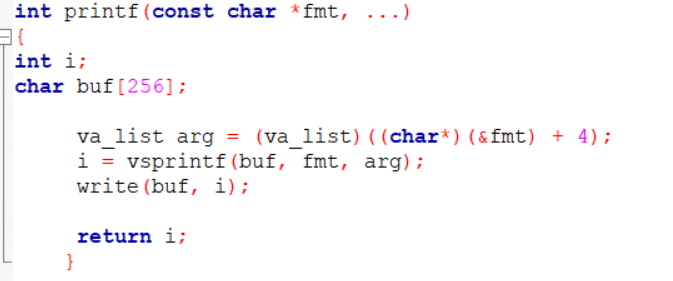 int printf(const char *fmt, ...)
{
int i;
char buf[256];
va_list arg = (va_list)((char*)(&fmt) + 4);
i = vsprintf(buf, fmt, arg);
write(buf, i);
return i;
}